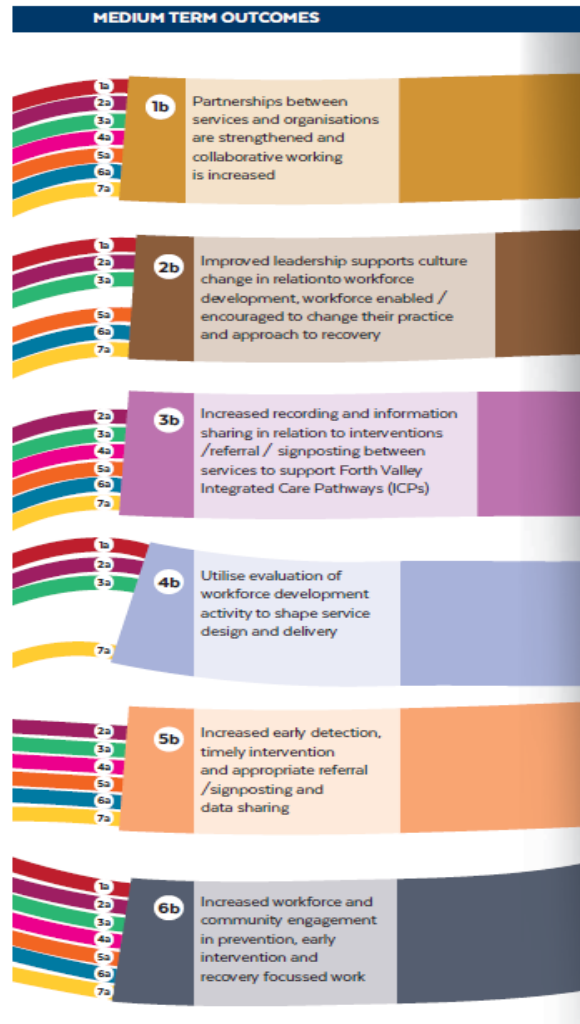 MEDIUM TERM OUTCOMES
1a
2a
3a
4a
5a
6a
7a
1b
Partnerships between
services and organisations
are strengthened and
collaborative working
is increased
1a
2a
3a
5a
6a
7a
2b
Improved leadership supports culture
change in relationto workforce
development, workforce enabled /
encouraged to change their practice
and approach to recovery
2a
3a
4a
5a
6a
7a
3b
Increased recording and information
sharing in relation to interventions
/referral / signposting between
services to support Forth Valley
Integrated Care Pathways (ICPs)
1a
2a
3a
7a
4b
Utilise evaluation of
workforce development
activity to shape service
design and delivery
2a
3a
4a
5a
6a
7a
5b
Increased early detection,
timely intervention
and appropriate referral
/signposting and
data sharing
1a
2a
3a
4a
5a
6a
7a
6b
Increased workforce and
community engagement
in prevention, early
intervention and
recovery focussed work